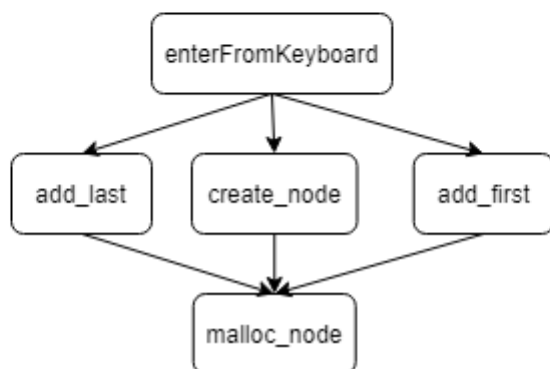 enterFromKeyboard
add_last
create_node
add_first
malloc_node